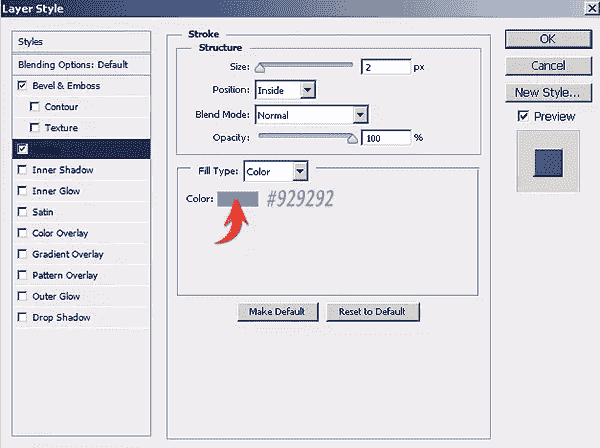 Layer Style
Styles
Blending Options: Default
Bevel & Emboss
Contour
Texture
Inner Shadow
Inner Glow
Satin
Color Overlay
Gradient Overlay
Pattern Overlay
Outer Glow
Drop Shadow
Stroke
Structure
Size: 2 px
Position: Inside
Blend Mode: Normal
Opacity: 100 %
Fill Type: Color
Color: #929292
Make Default Reset to Default
OK
Cancel
New Style...
Preview